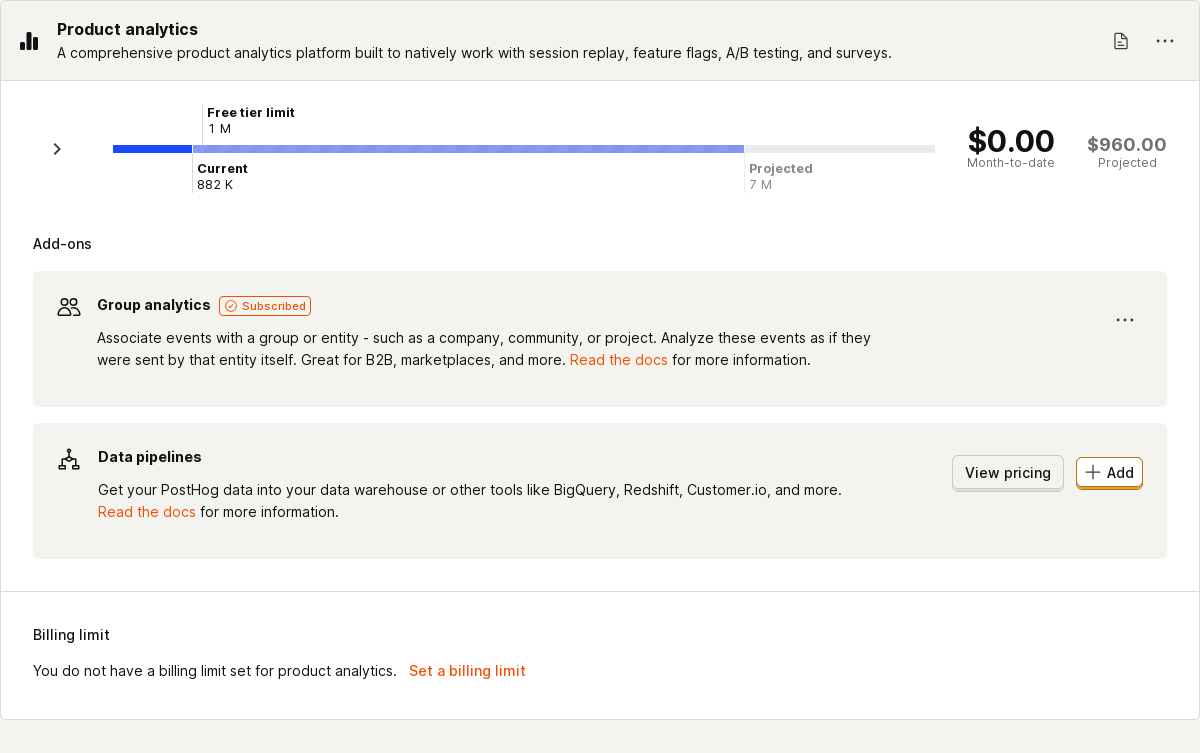 Product analytics
A comprehensive product analytics platform built to natively work with session replay, feature flags, A/B testing, and surveys.
Free tier limit
1 M
Current
882 K
Projected
7 M
$0.00
Month-to-date
$960.00
Projected
Add-ons
Group analytics Subscribed
Associate events with a group or entity - such as a company, community, or project. Analyze these events as if they
were sent by that entity itself. Great for B2B, marketplaces, and more. Read the docs for more information.
Data pipelines
Get your PostHog data into your data warehouse or other tools like BigQuery, Redshift, Customer.io, and more.
Read the docs for more information.
View pricing
Add
Billing limit
You do not have a billing limit set for product analytics. Set a billing limit